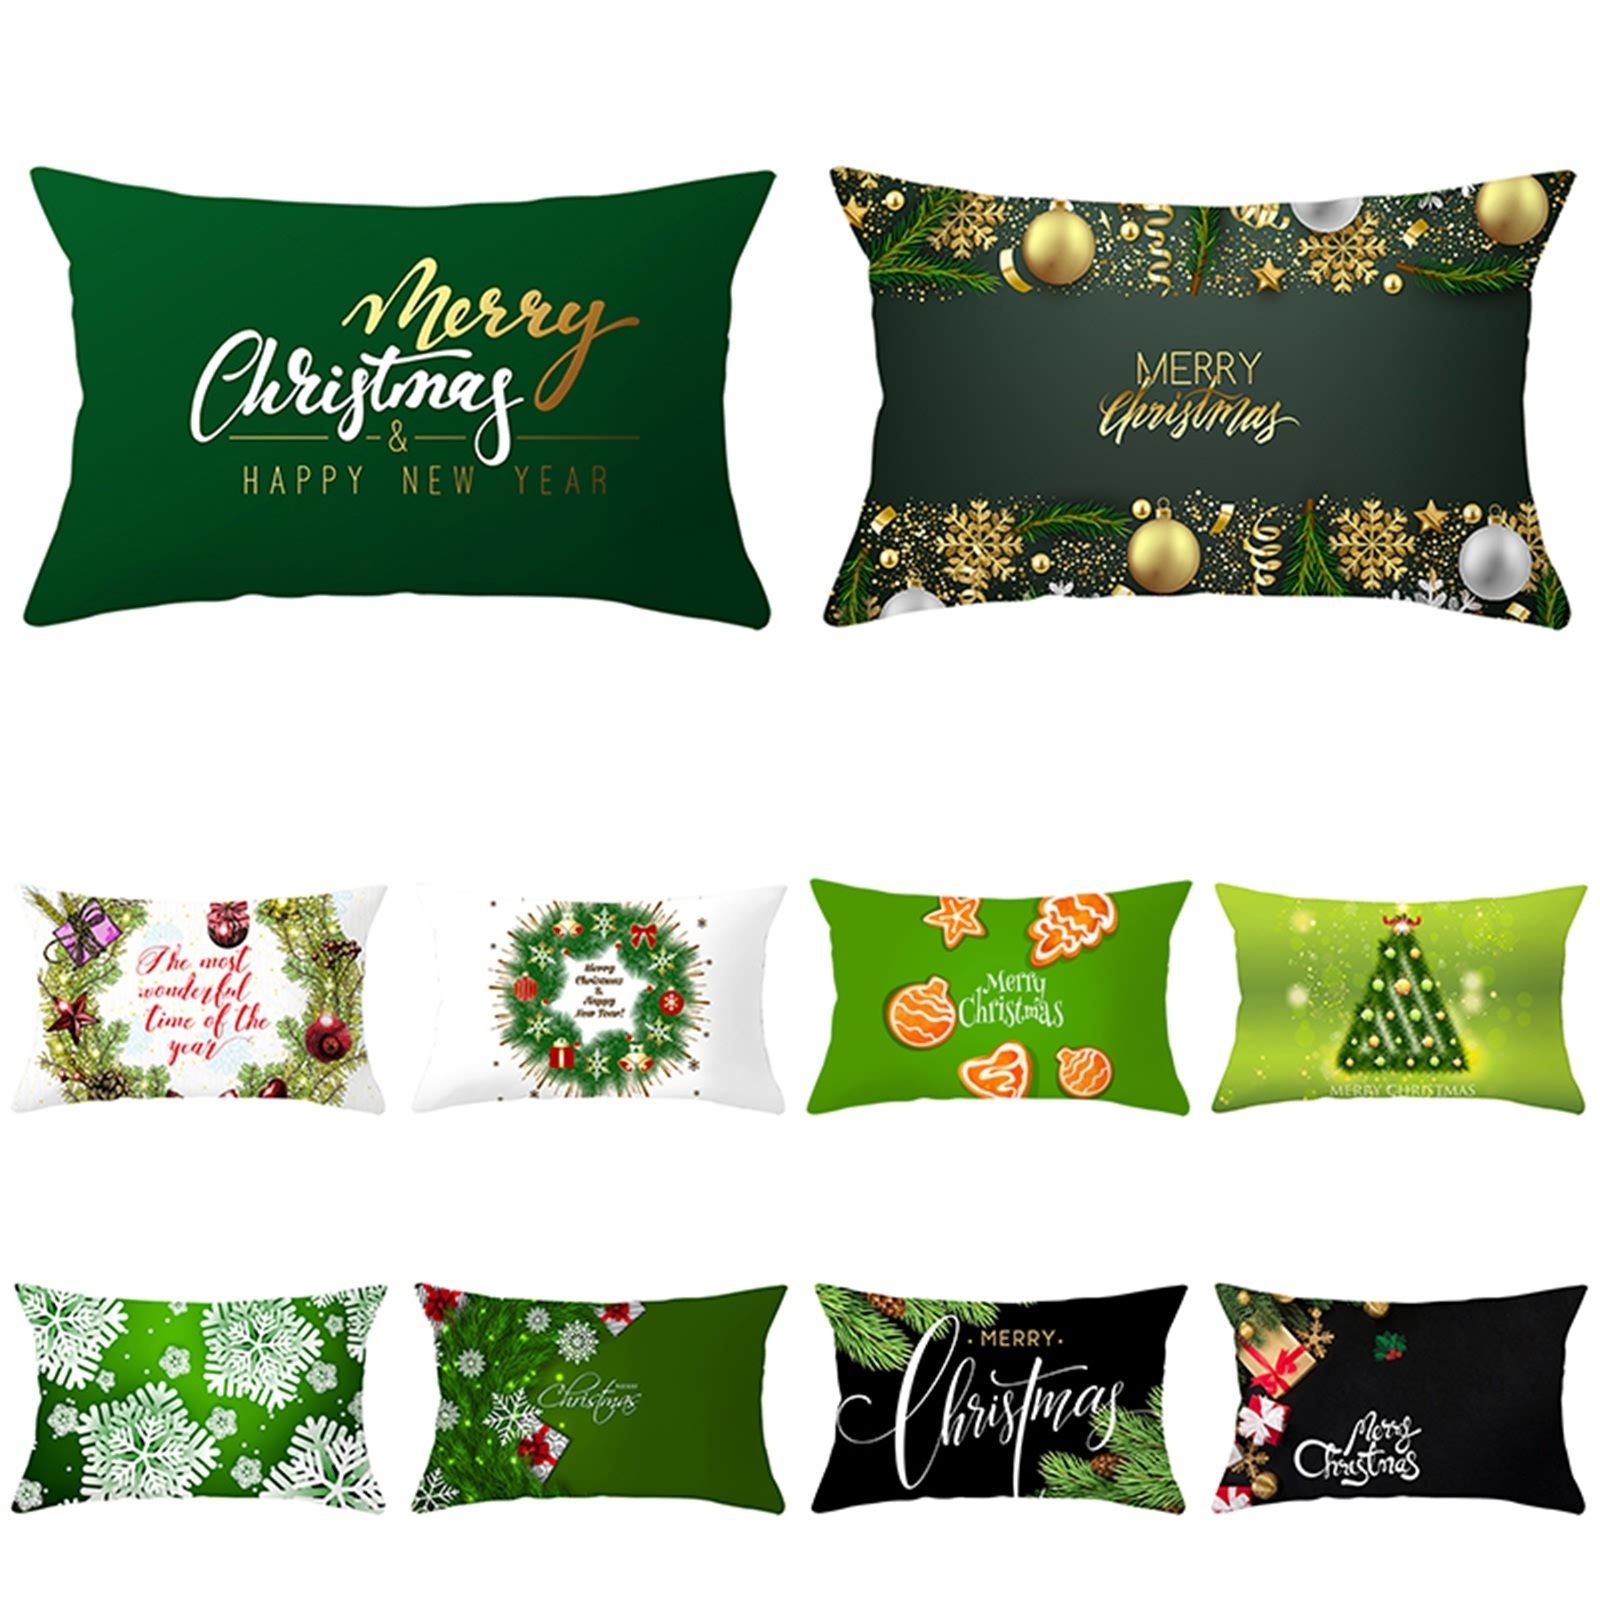 Merry
Christmas
&
HAPPY NEW YEAR
MERRY
Christmas
The most
wonderful
time of the
year
Merry
Christmas
&
Happy
New Year!
Merry
Christmas
MERRY CHRISTMAS
Christmas
MERRY
Christmas
Merry
Christmas